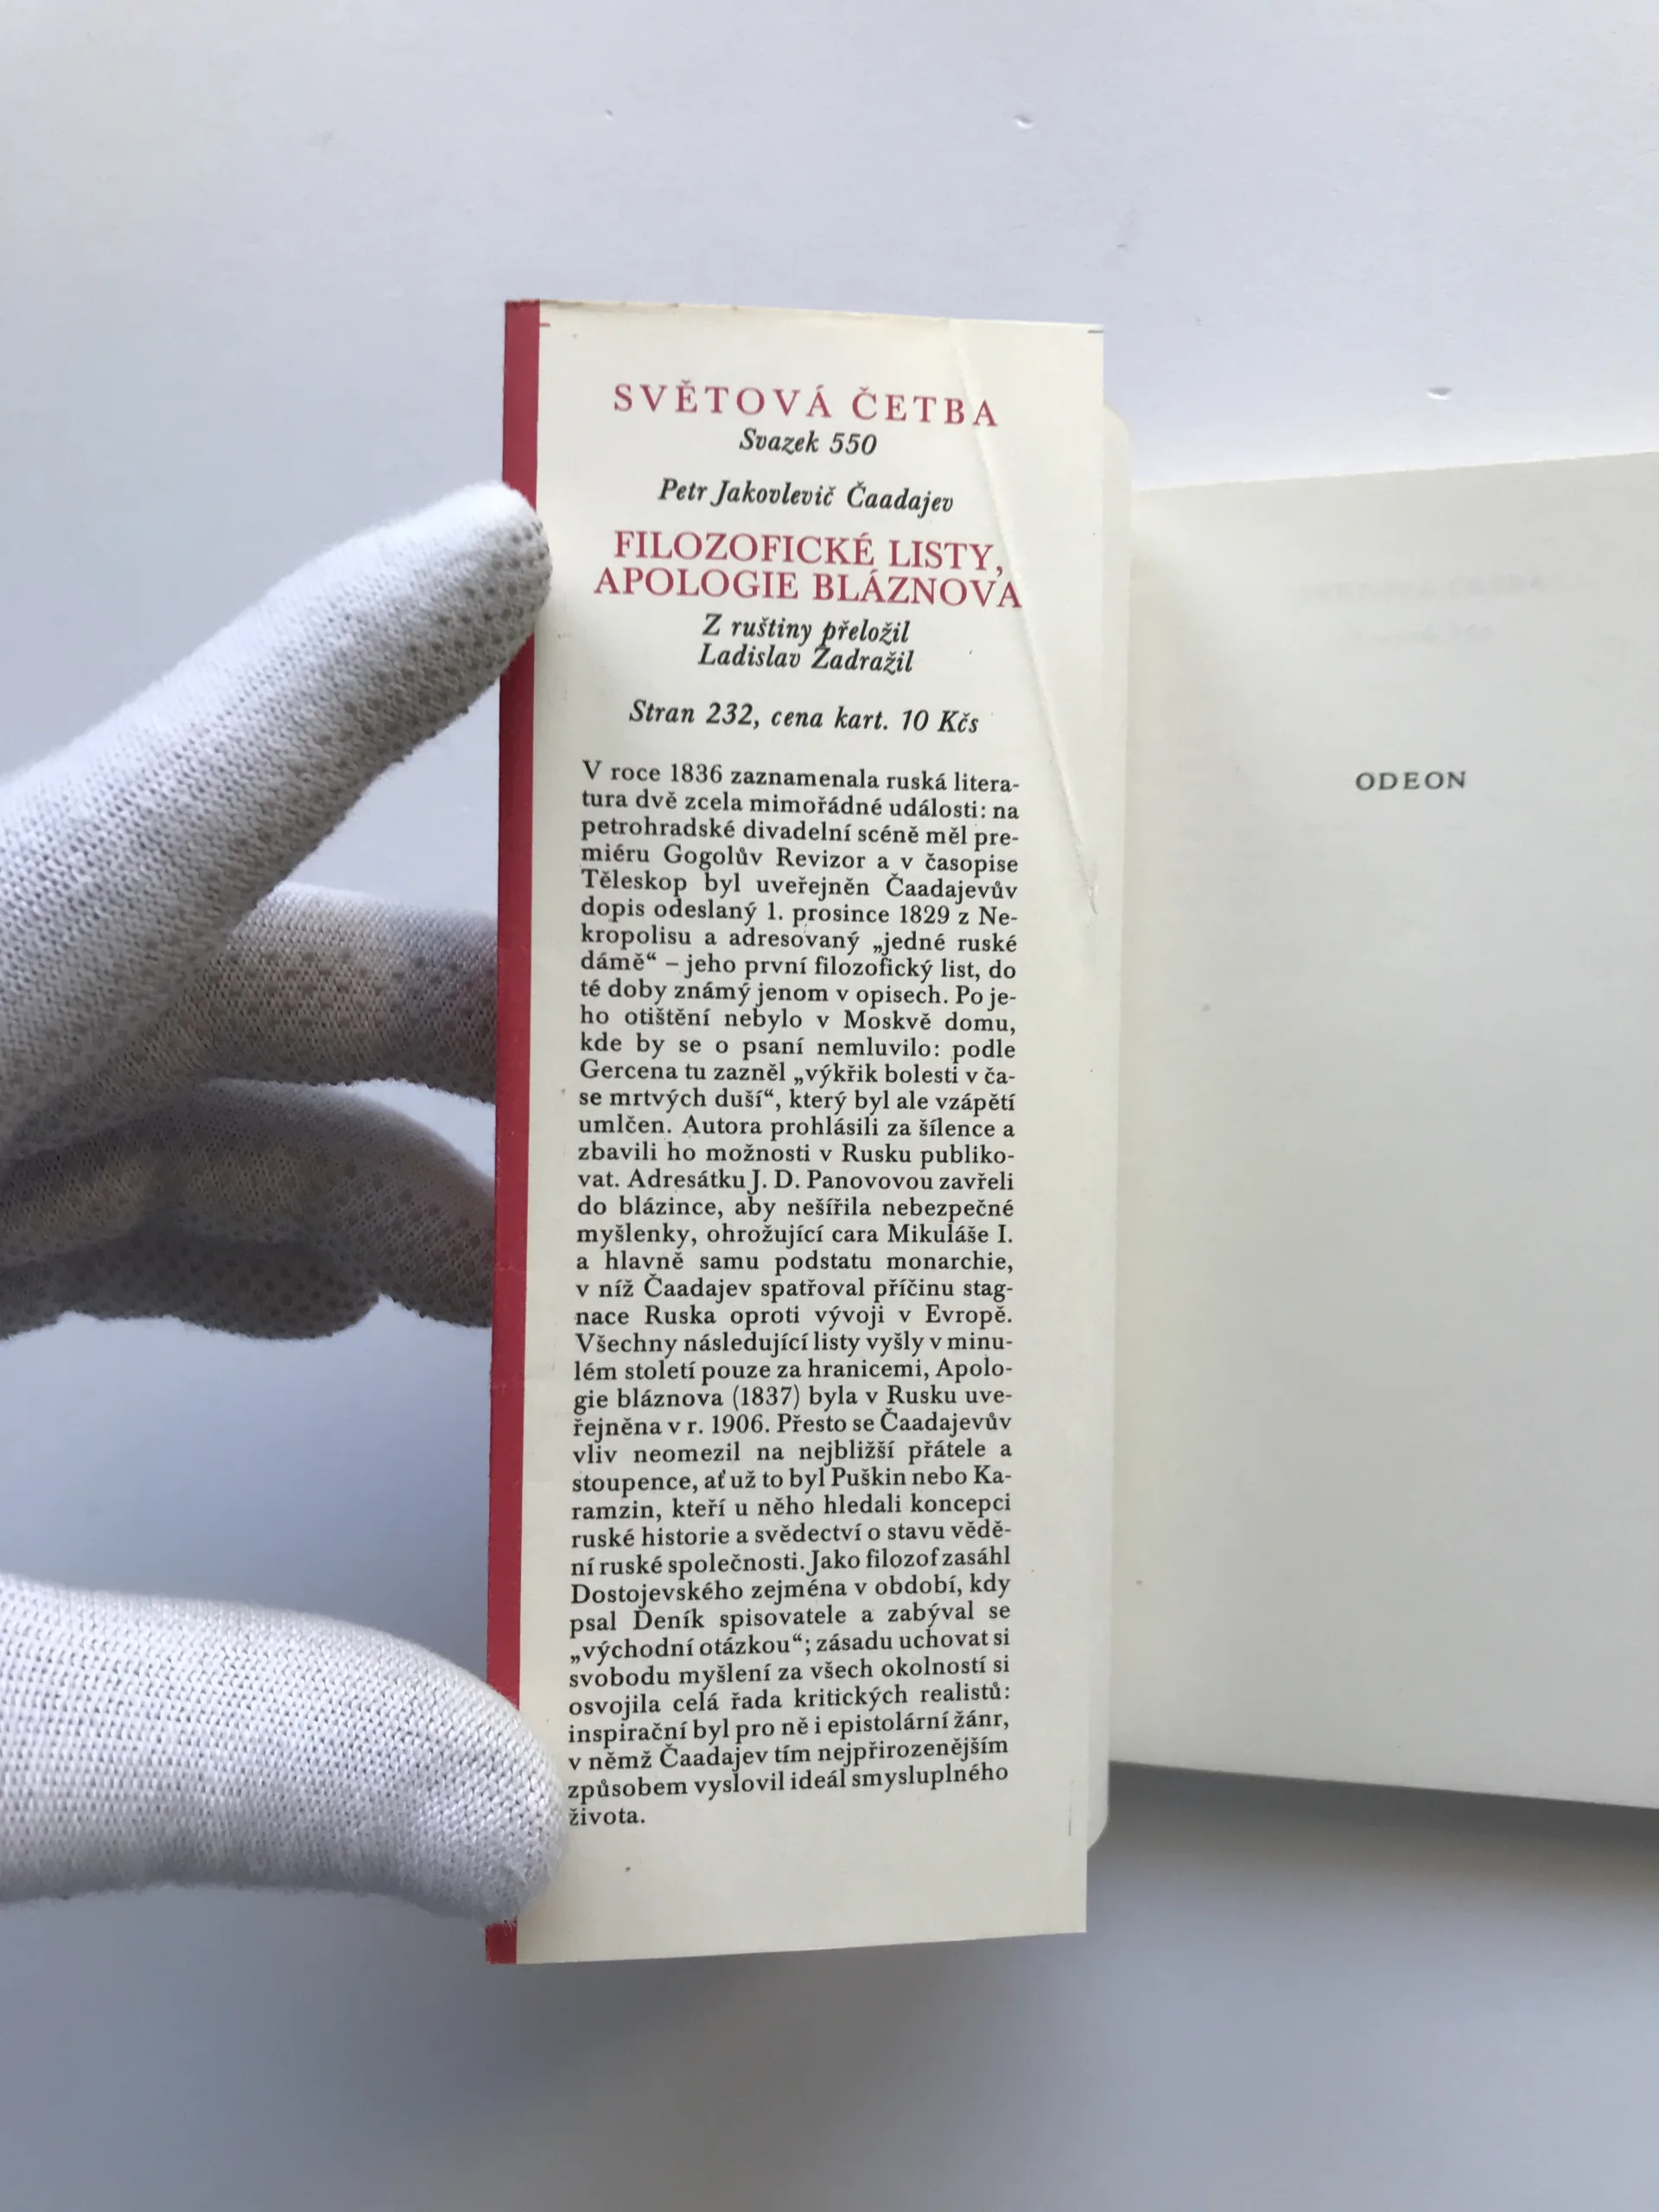 SVĚTOVÁ ČETBA
Svazek 550
Petr Jakovlevič Čaadajev
FILOZOFICKÉ LISTY,
APOLOGIE BLÁZNOVA
Z ruštiny přeložil
Ladislav Zadražil
Stran 232, cena kart. 10 Kčs
V roce 1836 zaznamenala ruská litera-
tura dvě zcela mimořádné události: na
petrohradské divadelní scéně měl pre-
miéru Gogolův Revizor a v časopise
Těleskop byl uveřejněn Čaadajevův
dopis odeslaný 1. prosince 1829 z Ne-
kropolisu a adresovaný „jedné ruské
dámě“ – jeho první filozofický list, do
té doby známý jenom v opisech. Po je-
ho otištění nebylo v Moskvě domu,
kde by se o psaní nemluvilo: podle
Gercena tu zazněl „výkřik bolesti v ča-
se mrtvých duší“, který byl ale vzápětí
umlčen. Autora prohlásili za šílence a
zbavili ho možnosti v Rusku publiko-
vat. Adresátku J. D. Panovovou zavřeli
do blázince, aby nešířila nebezpečné
myšlenky, ohrožující cara Mikuláše I.
a hlavně samu podstatu monarchie,
v níž Čaadajev spatřoval příčinu stag-
nace Ruska oproti vývoji v Evropě.
Všechny následující listy vyšly v minu-
lém století pouze za hranicemi, Apolo-
gie bláznova (1837) byla v Rusku uve-
řejněna v r. 1906. Přesto se Čaadajevův
vliv neomezil na nejbližší přátele a
stoupence, ať už to byl Puškin nebo Ka-
ramzin, kteří u něho hledali koncepci
ruské historie a svědectví o stavu vědě-
ní ruské společnosti. Jako filozof zasáhl
Dostojevského zejména v období, kdy
psal Deník spisovatele a zabýval se
„východní otázkou“; zásadu uchovat si
svobodu myšlení za všech okolností si
osvojila celá řada kritických realistů:
inspirační byl pro ně i epistolární žánr,
v němž Čaadajev tím nejpřirozenějším
způsobem vyslovil ideál smysluplného
života.
ODEON